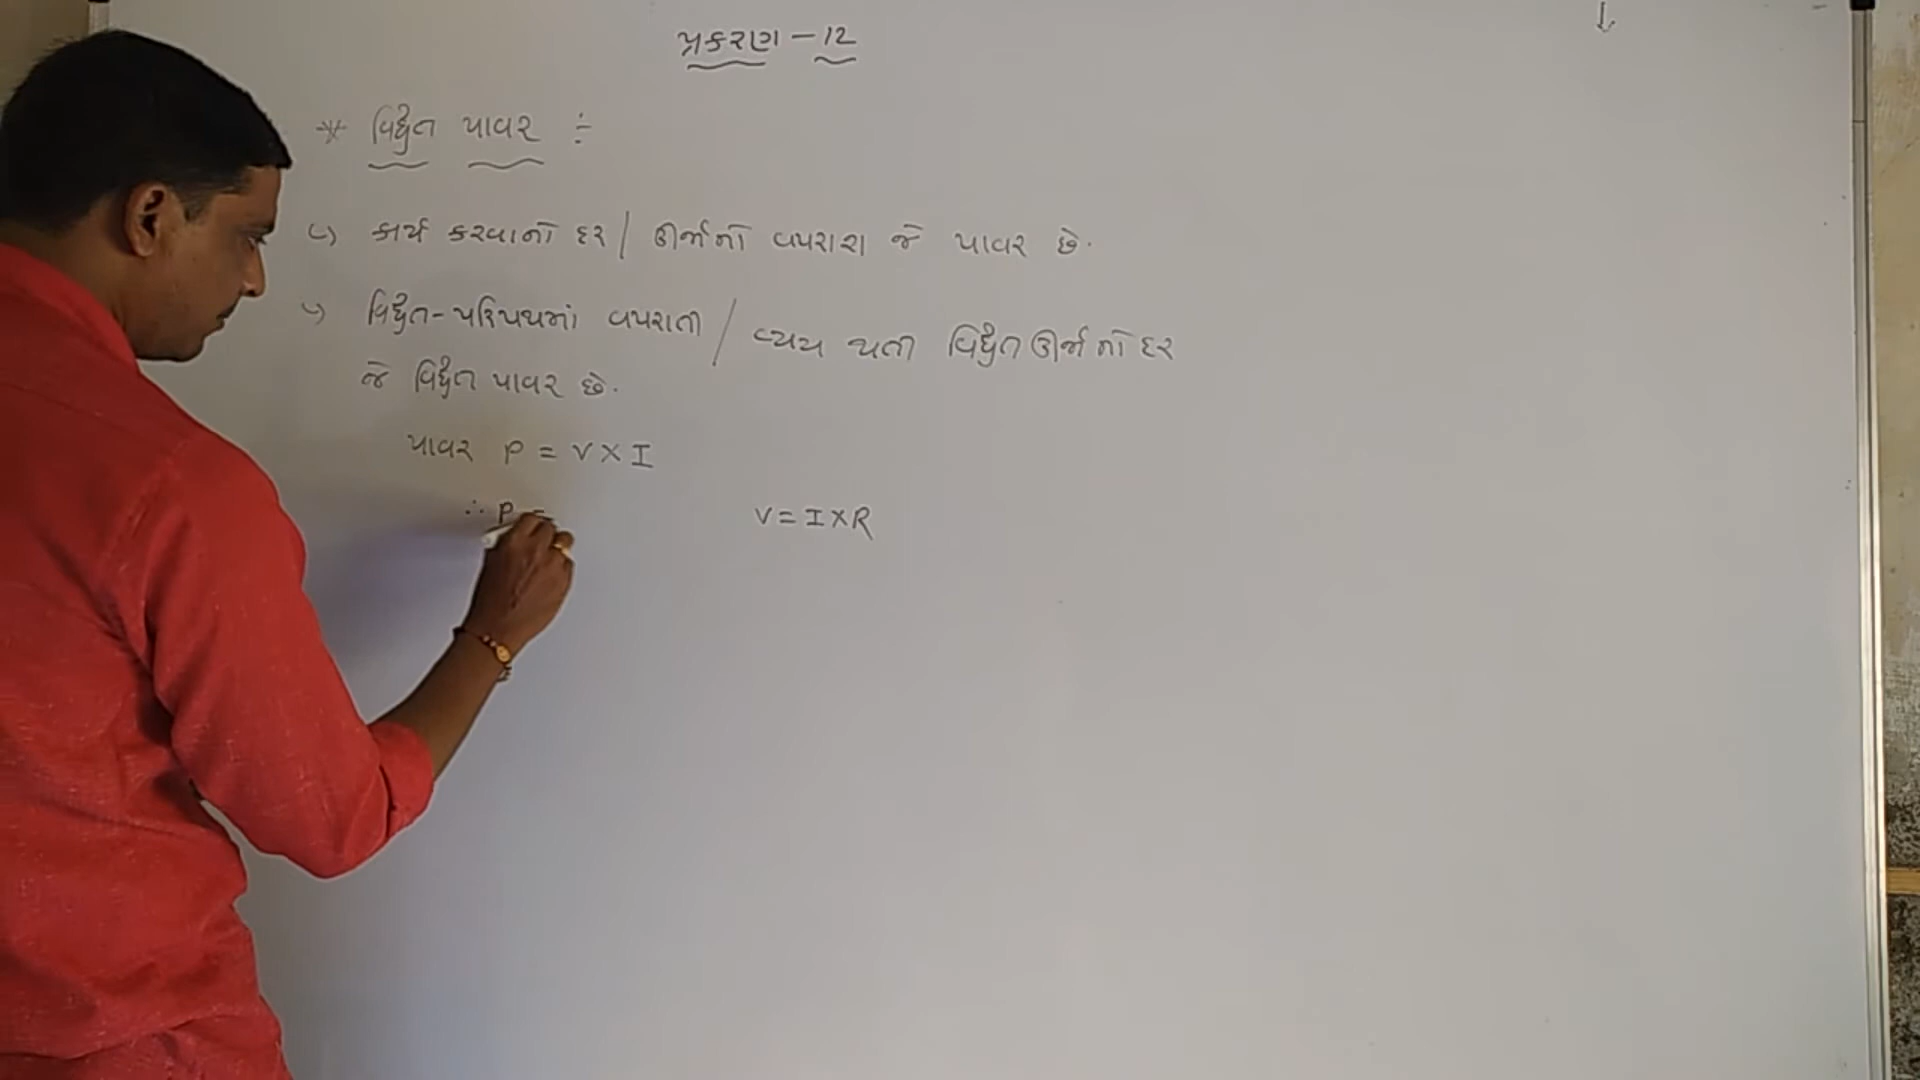 પ્રકરણ - 12
* વિદ્યુત પાવર ÷
કાર્ય કરવાનો દર / ઊર્જાનો વપરાશ જે પાવર છે.
વિદ્યુત-પરિપથમાં વપરાતી / વ્યય થતી વિદ્યુત ઊર્જાનો દર
જે વિદ્યુત પાવર છે.
પાવર P = V × I
∴ P = V = I × R